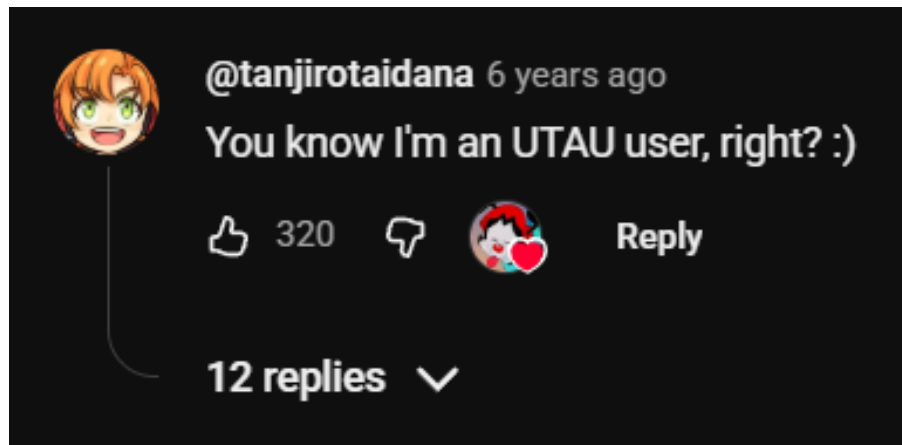 @tanjirotaidana 6 years ago
You know I'm an UTAU user, right? :)
320 Reply
12 replies